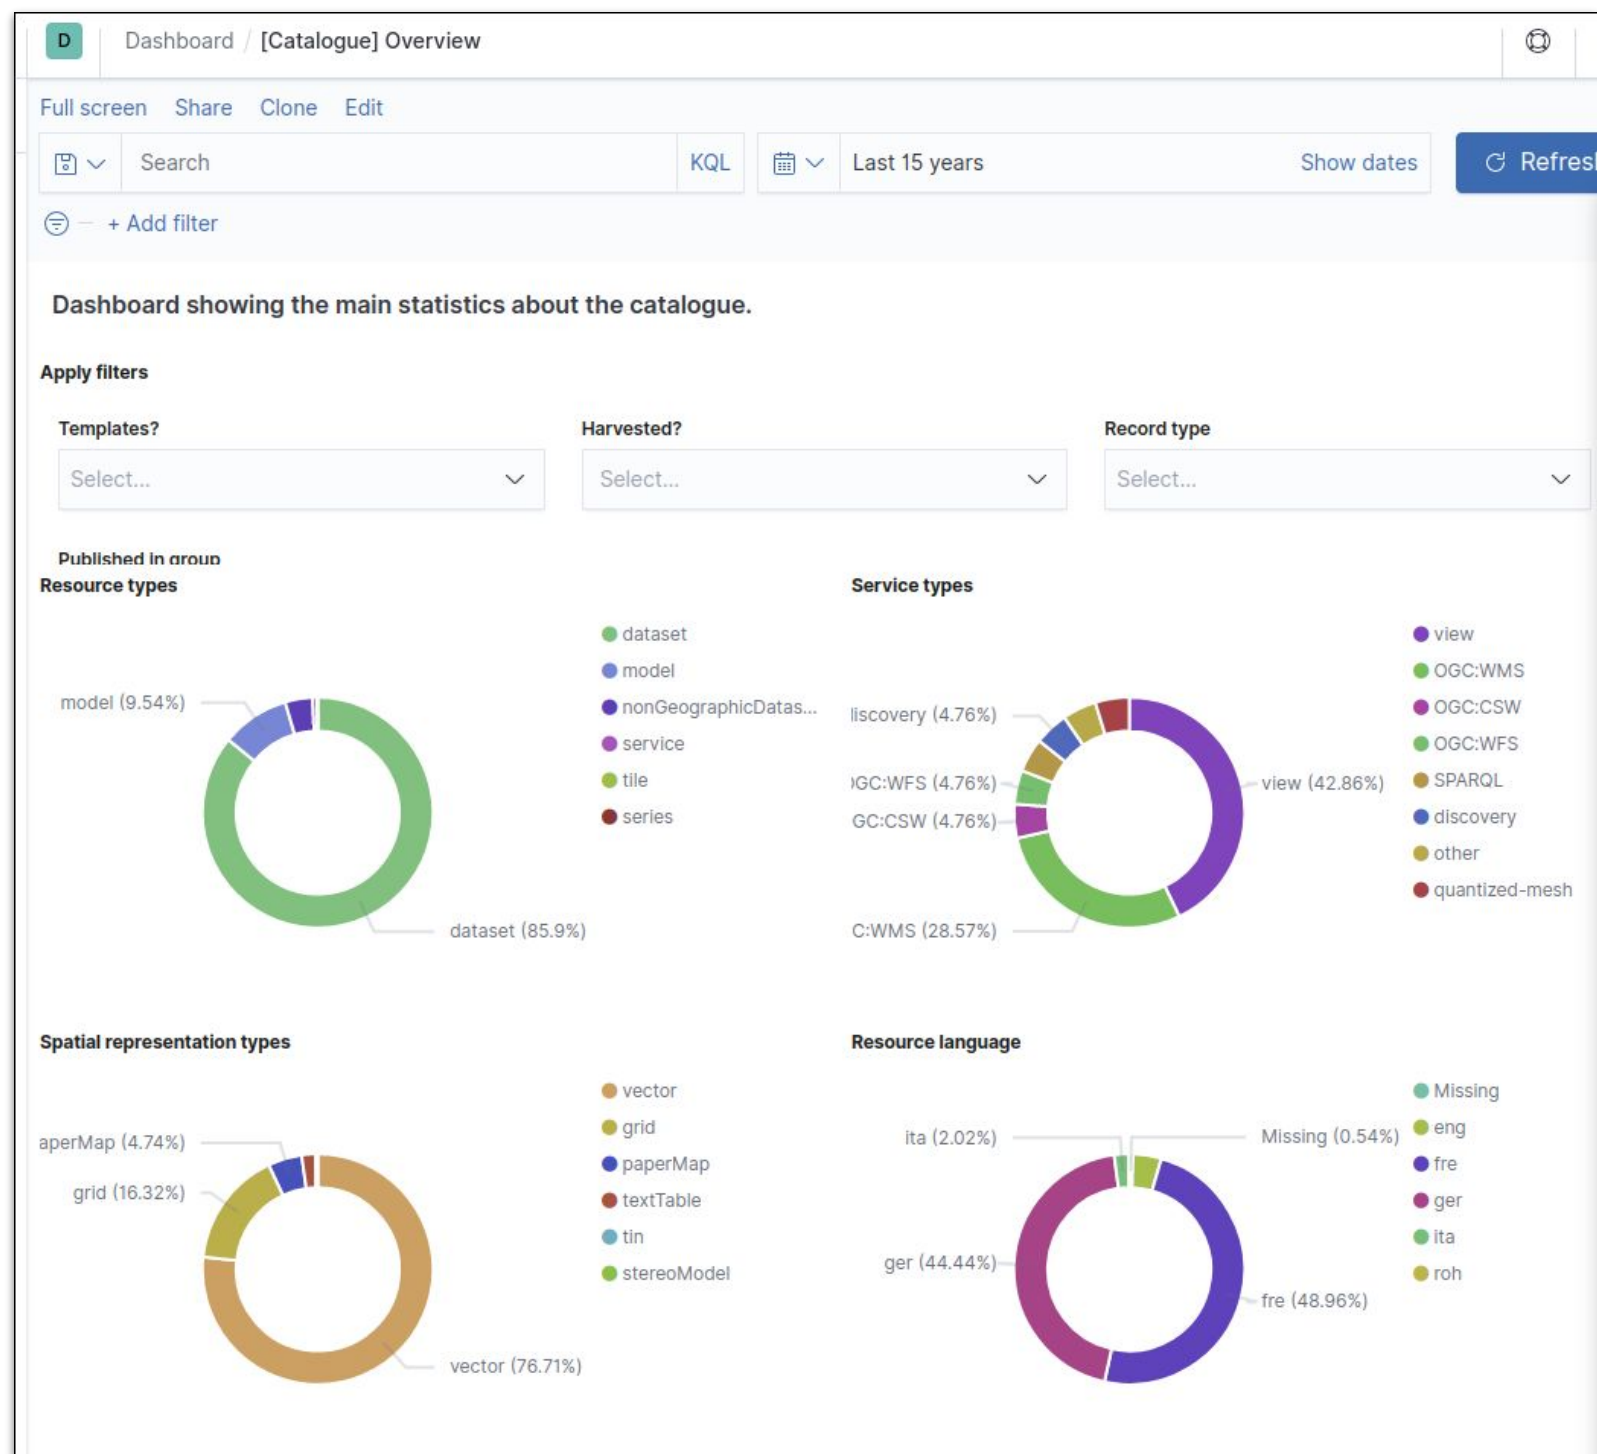 D Dashboard / [Catalogue] Overview
Full screen Share Clone Edit
Search KQL Last 15 years Show dates Refresh
+ Add filter
Dashboard showing the main statistics about the catalogue.
Apply filters
Templates? Harvested? Record type
Select... Select... Select...
Published in group
Resource types
dataset
model
nonGeographicDatas...
service
tile
series
model (9.54%)
dataset (85.9%)
Service types
view
OGC:WMS
OGC:CSW
OGC:WFS
SPARQL
discovery
other
quantized-mesh
discovery (4.76%)
OGC:WFS (4.76%)
GC:CSW (4.76%)
C:WMS (28.57%)
view (42.86%)
Spatial representation types
vector
grid
paperMap
textTable
tin
stereoModel
aperMap (4.74%)
grid (16.32%)
vector (76.71%)
Resource language
Missing
eng
fre
ger
ita
roh
ita (2.02%)
Missing (0.54%)
ger (44.44%)
fre (48.96%)